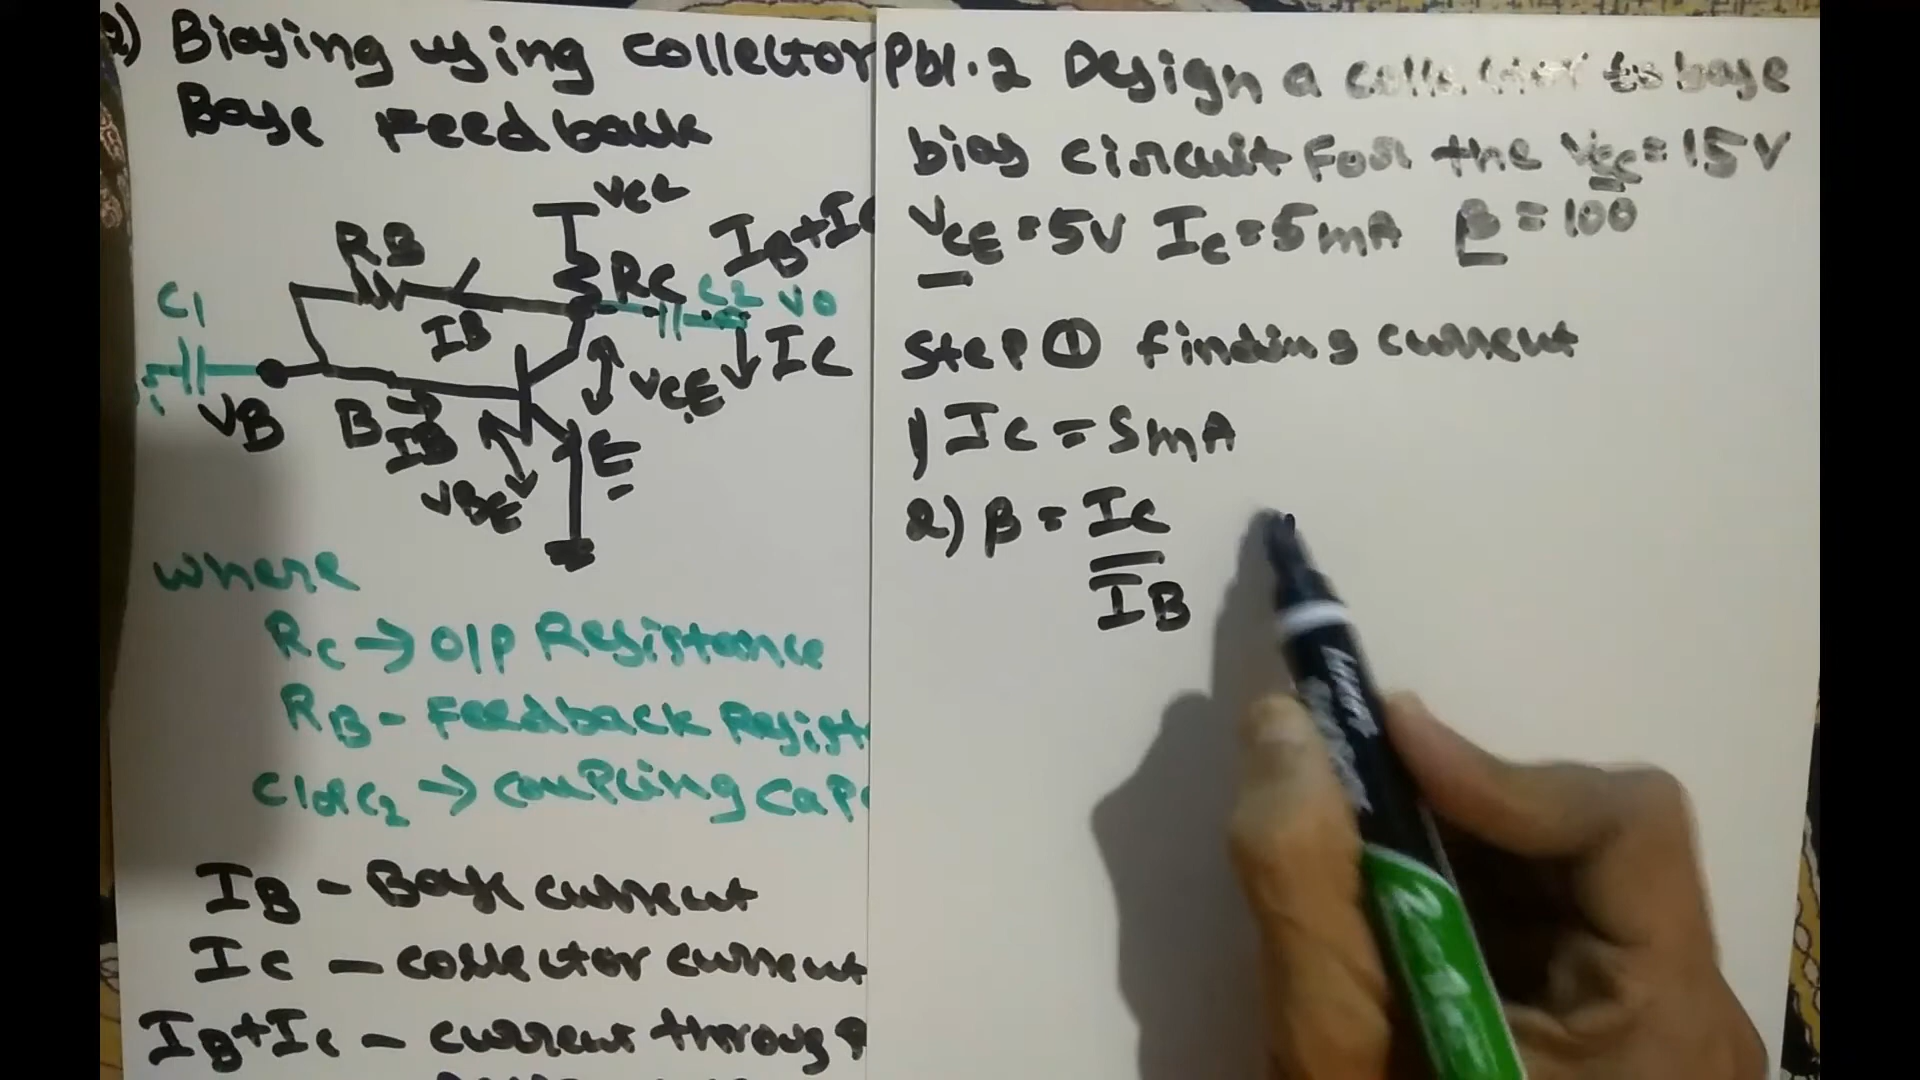 2) Biasing using collector
Base Feedback
VCC
RB
IB+IC
RC
C2
VO
C1
IB
IC
VCE
VB
B
IB
E
VBE
where
RC → O/P Resistance
RB - Feedback Resist
C1 & C2 → Coupling Cap
IB - Base current
IC - collector current
IB+IC - current throug
Pbl.2 Design a collector to base
bias circuit For the VCC = 15V
VCE = 5V IC = 5mA β = 100
Step ① finding current
1) IC = 5mA
2) β = IC
IB